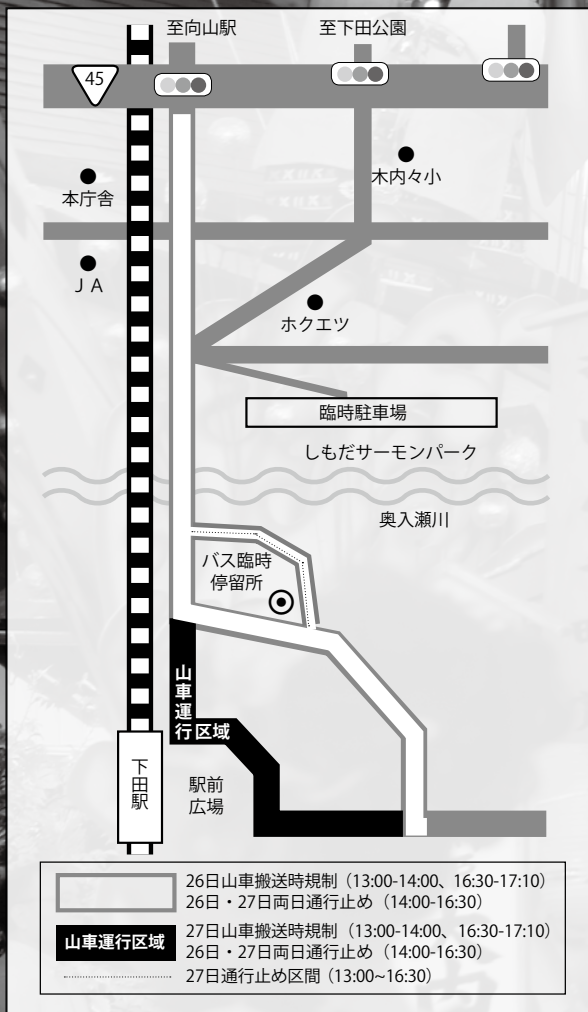 至向山駅
至下田公園
45
本庁舎
木内々小
ＪＡ
ホクエツ
臨時駐車場
しもだサーモンパーク
奥入瀬川
バス臨時
停留所
山車運行区域
下田駅
駅前
広場
26日山車搬送時規制（13:00-14:00、16:30-17:10）
26日・27日両日通行止め（14:00-16:30）
山車運行区域
27日山車搬送時規制（13:00-14:00、16:30-17:10）
26日・27日両日通行止め（14:00-16:30）
27日通行止め区間（13:00~16:30）